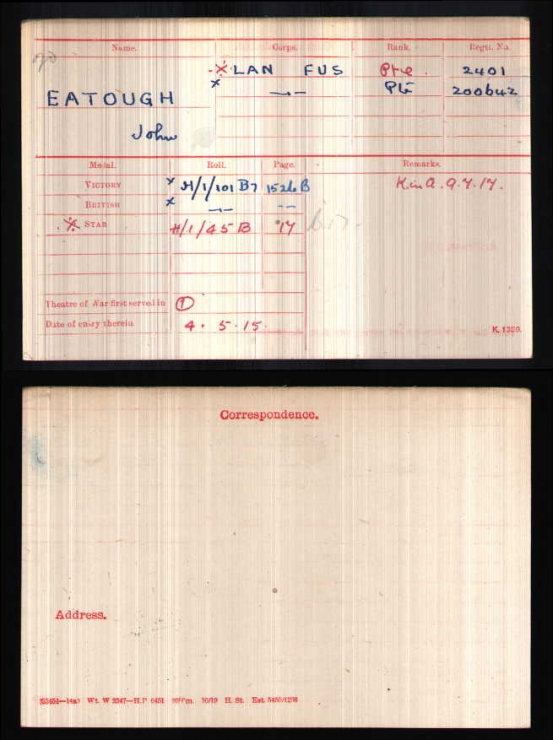 Name. Corps. Rank. Regtl. No.
※ LAN FUS Pte. 2401
EATOUGH × —„— Pte 200642
John
Medal. Roll. Page. Remarks.
VICTORY × H/1/101 B7 1526 B K in a. 9.7.17.
BRITISH × —„— – –
※ STAR H/1/45 B 17
Theatre of War first served in (1)
Date of entry therein 4. 5. 15.
K. 1380.
Correspondence.
Address.